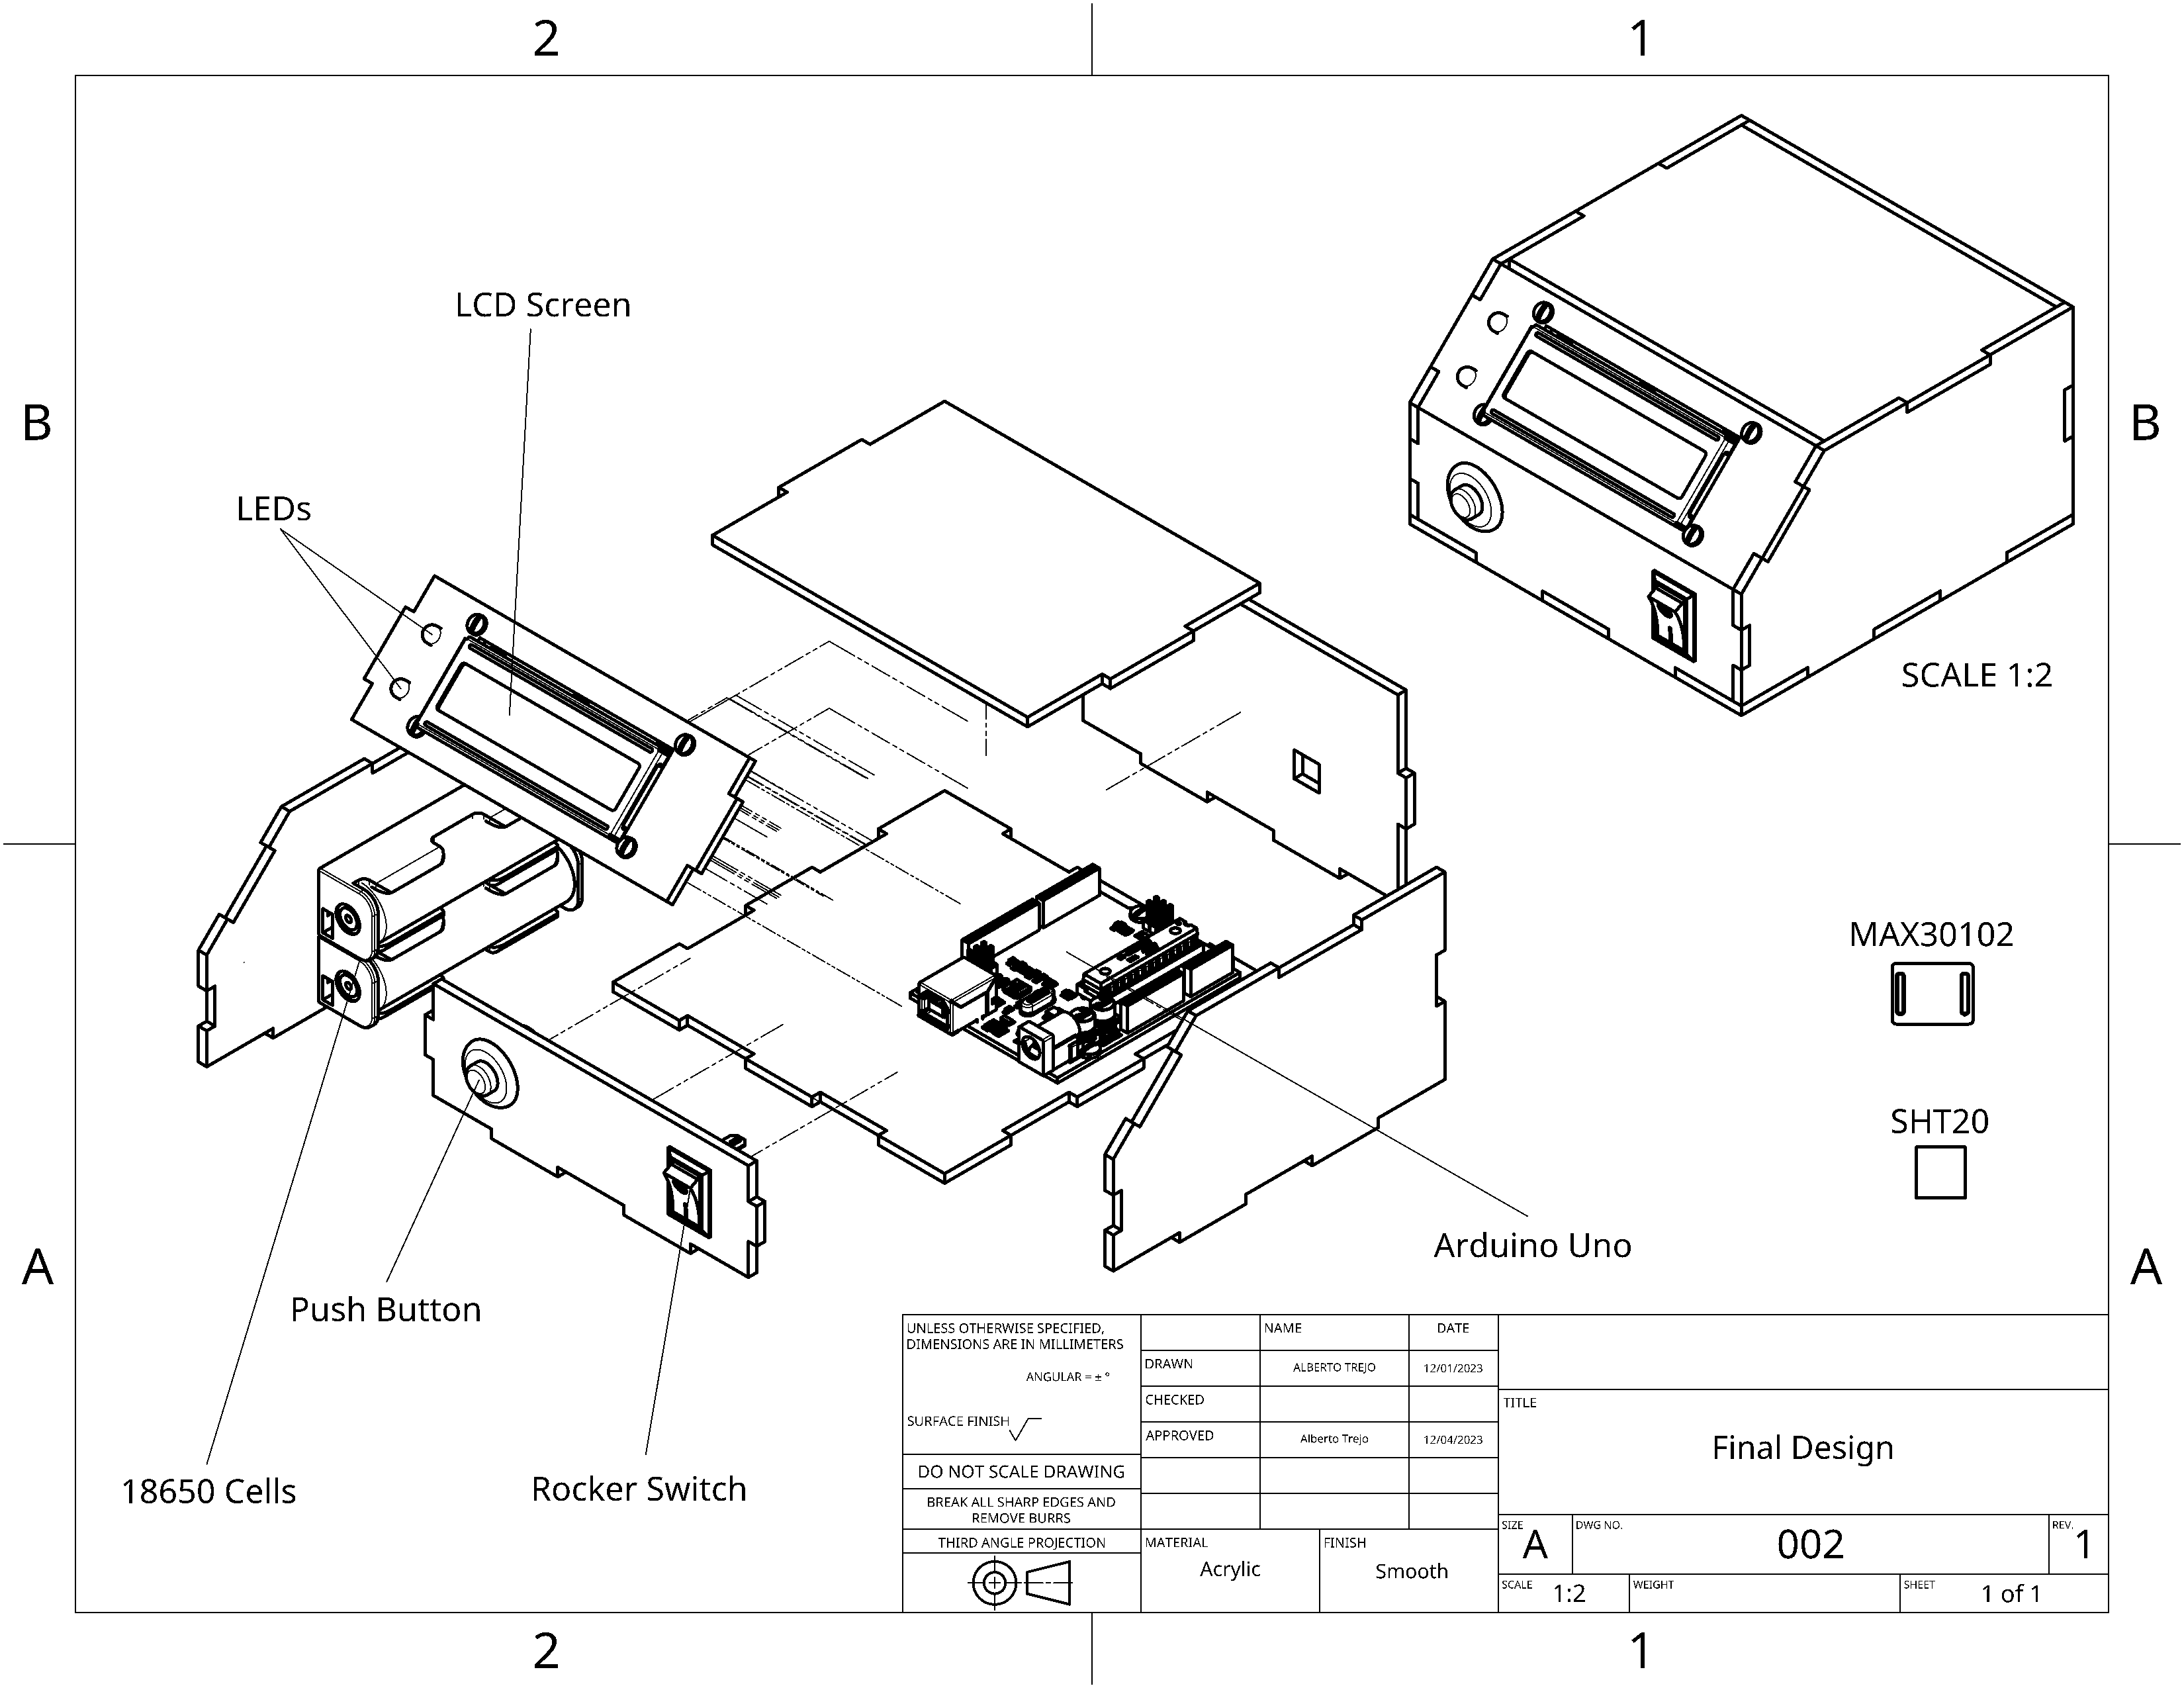 2
1
LCD Screen
B
B
LEDs
SCALE 1:2
MAX30102
SHT20
Arduino Uno
A
A
Push Button
18650 Cells
Rocker Switch
UNLESS OTHERWISE SPECIFIED,
DIMENSIONS ARE IN MILLIMETERS
ANGULAR = ± °
SURFACE FINISH
DO NOT SCALE DRAWING
BREAK ALL SHARP EDGES AND
REMOVE BURRS
THIRD ANGLE PROJECTION
NAME
DATE
DRAWN
ALBERTO TREJO
12/01/2023
CHECKED
APPROVED
Alberto Trejo
12/04/2023
MATERIAL
Acrylic
FINISH
Smooth
TITLE
Final Design
SIZE
A
DWG NO.
002
REV.
1
SCALE
1:2
WEIGHT
SHEET
1 of 1
2
1